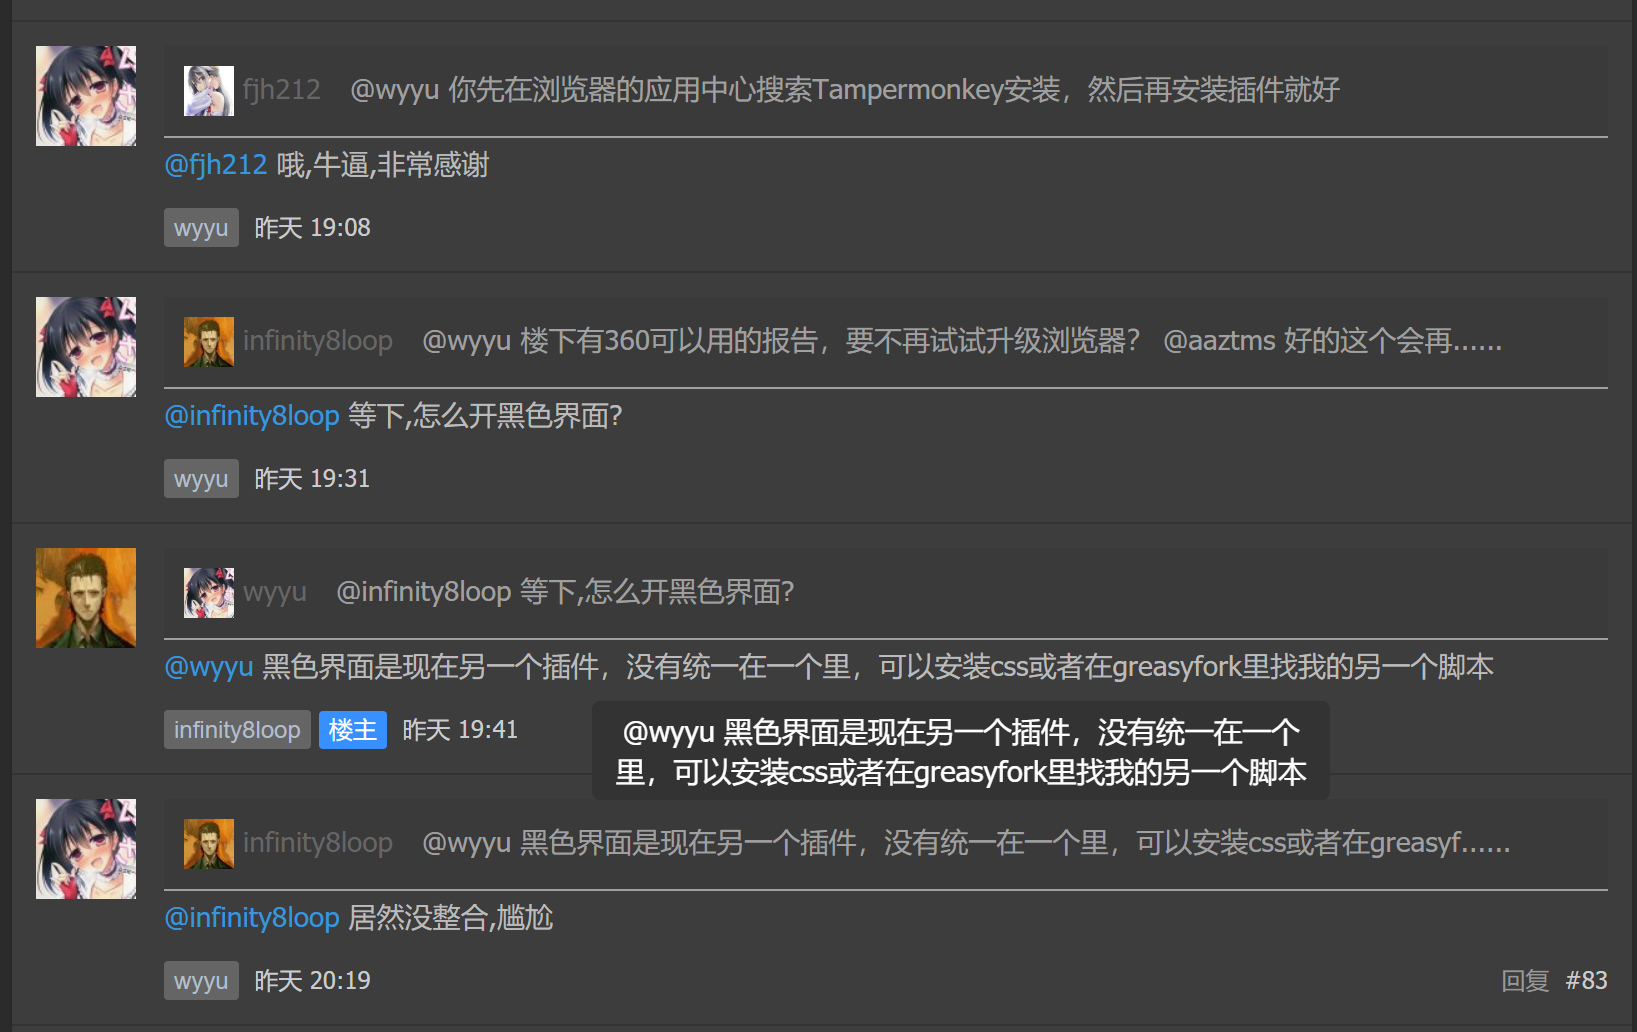 fjh212 @wyyu 你先在浏览器的应用中心搜索Tampermonkey安装，然后再安装插件就好
@fjh212 哦,牛逼,非常感谢
wyyu 昨天 19:08
infinity8loop @wyyu 楼下有360可以用的报告，要不再试试升级浏览器？ @aaztms 好的这个会再......
@infinity8loop 等下,怎么开黑色界面?
wyyu 昨天 19:31
wyyu @infinity8loop 等下,怎么开黑色界面?
@wyyu 黑色界面是现在另一个插件，没有统一在一个里，可以安装css或者在greasyfork里找我的另一个脚本
infinity8loop 楼主 昨天 19:41
@wyyu 黑色界面是现在另一个插件，没有统一在一个
里，可以安装css或者在greasyfork里找我的另一个脚本
infinity8loop @wyyu 黑色界面是现在另一个插件，没有统一在一个里，可以安装css或者在greasyf......
@infinity8loop 居然没整合,尴尬
wyyu 昨天 20:19 回复 #83